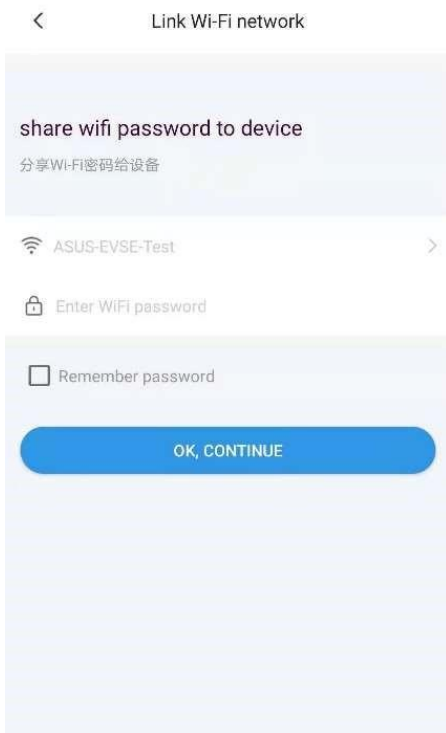 Link Wi-Fi network
share wifi password to device
分享Wi-Fi密码给设备
ASUS-EVSE-Test
Enter WiFi password
Remember password
OK, CONTINUE